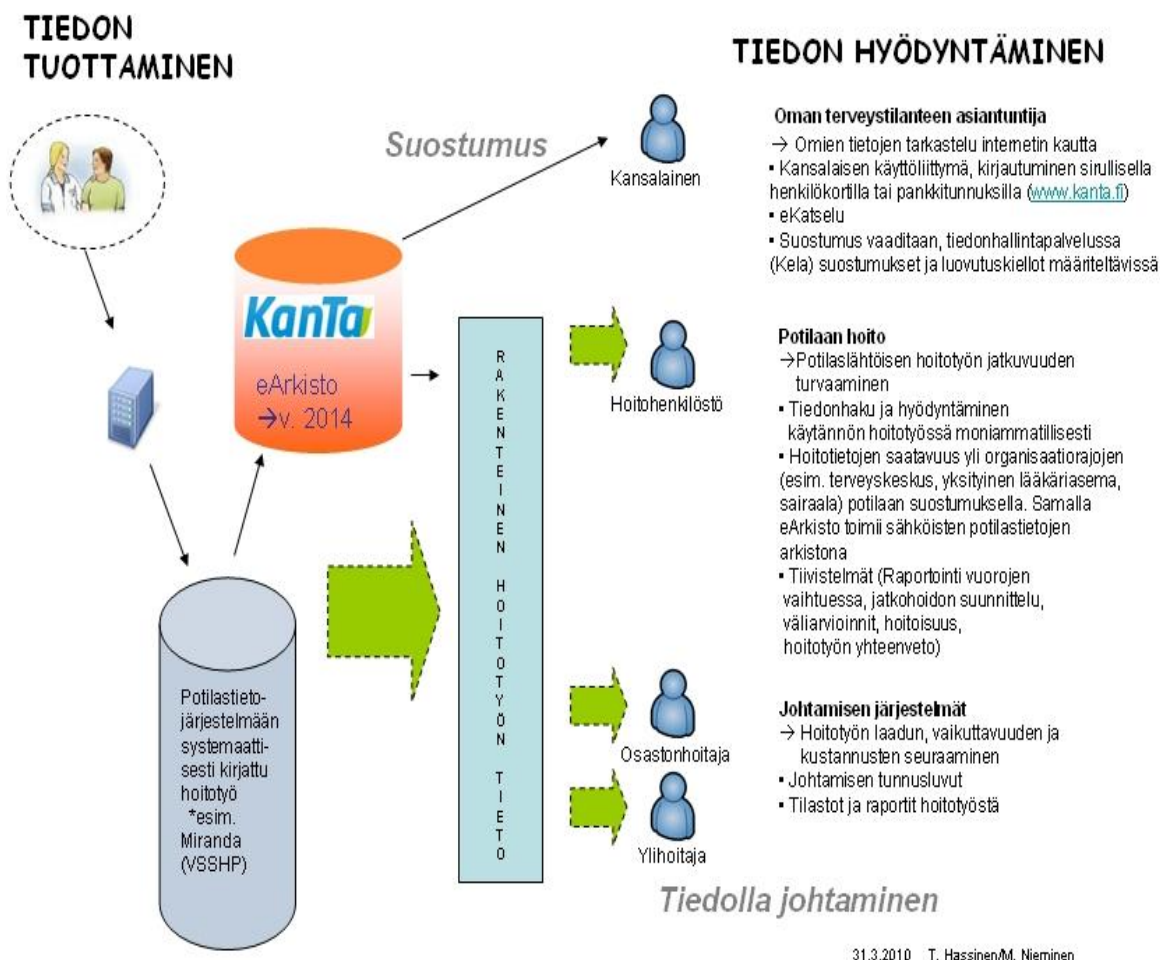 TIEDON
TUOTTAMINEN
TIEDON HYÖDYNTÄMINEN
Suostumus
Kansalainen
Oman terveystilanteen asiantuntija
→ Omien tietojen tarkastelu internetin kautta
▪ Kansalaisen käyttöliittymä, kirjautuminen sirullisella
henkilökortilla tai pankkitunnuksilla (www.kanta.fi)
▪ eKatselu
▪ Suostumus vaaditaan, tiedonhallintapalvelussa
(Kela) suostumukset ja luovutuskiellot määriteltävissä
KanTa
eArkisto
→v. 2014
RAKENTEINEN HOITOTYÖN TIETO
Hoitohenkilöstö
Potilaan hoito
→Potilaslähtöisen hoitotyön jatkuvuuden
turvaaminen
▪ Tiedonhaku ja hyödyntäminen
käytännön hoitotyössä moniammatillisesti
▪ Hoitotietojen saatavuus yli organisaatiorajojen
(esim. terveyskeskus, yksityinen lääkäriasema,
sairaala) potilaan suostumuksella. Samalla
eArkisto toimii sähköisten potilastietojen
arkistona
▪ Tiivistelmät (Raportointi vuorojen
vaihtuessa, jatkohoidon suunnittelu,
väliarvioinnit, hoitoisuus,
hoitotyön yhteenveto)
Potilastieto-
järjestelmään
systemaatti-
sesti kirjattu
hoitotyö
*esim.
Miranda
(VSSHP)
Osastonhoitaja
Ylihoitaja
Johtamisen järjestelmät
→ Hoitotyön laadun, vaikuttavuuden ja
kustannusten seuraaminen
▪ Johtamisen tunnusluvut
▪ Tilastot ja raportit hoitotyöstä
Tiedolla johtaminen
31.3.2010 T. Hassinen/M. Nieminen